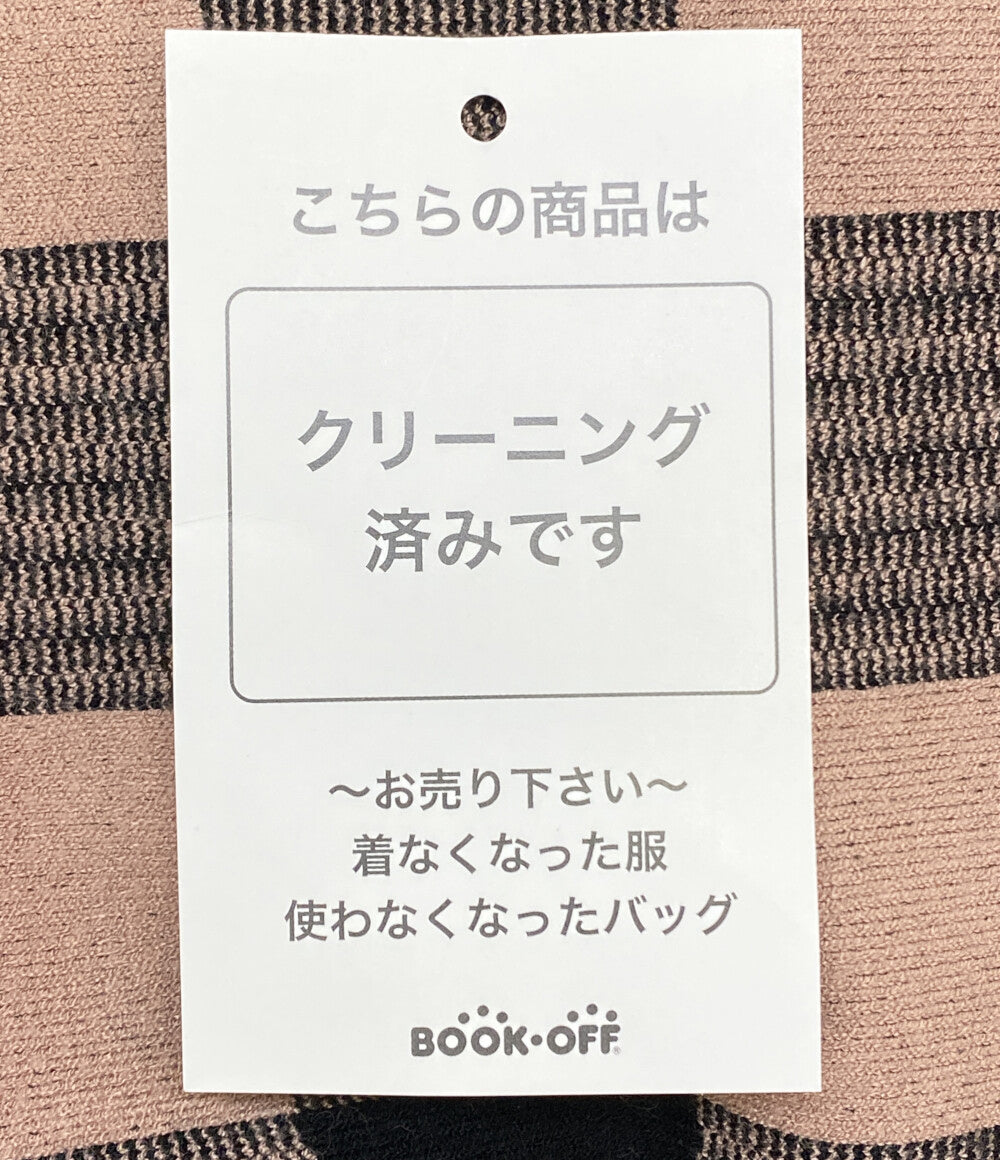 こちらの商品は
クリーニング
済みです
〜お売り下さい〜
着なくなった服
使わなくなったバッグ
BOOK・OFF®